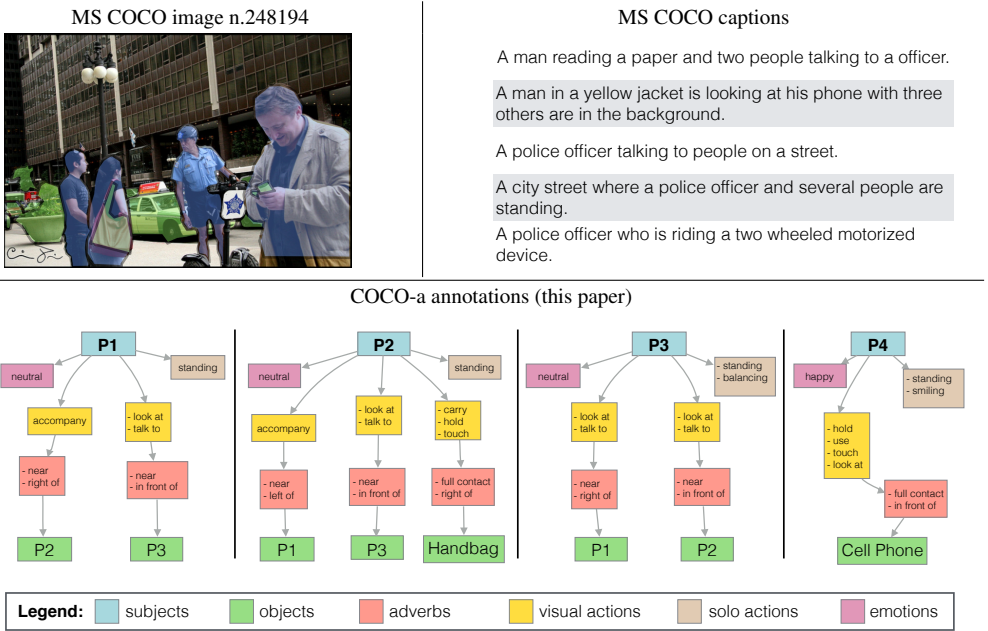 MS COCO image n.248194
MS COCO captions
A man reading a paper and two people talking to a officer.
A man in a yellow jacket is looking at his phone with three
others are in the background.
A police officer talking to people on a street.
A city street where a police officer and several people are
standing.
A police officer who is riding a two wheeled motorized
device.
COCO-a annotations (this paper)
P1
neutral
standing
accompany
- look at
- talk to
- near
- right of
- near
- in front of
P2
P3
P2
neutral
standing
accompany
- look at
- talk to
- carry
- hold
- touch
- near
- left of
- near
- in front of
- full contact
- right of
P1
P3
Handbag
P3
neutral
- standing
- balancing
- look at
- talk to
- look at
- talk to
- near
- right of
- near
- in front of
P1
P2
P4
happy
- standing
- smiling
- hold
- use
- touch
- look at
- full contact
- in front of
Cell Phone
Legend: subjects objects adverbs visual actions solo actions emotions